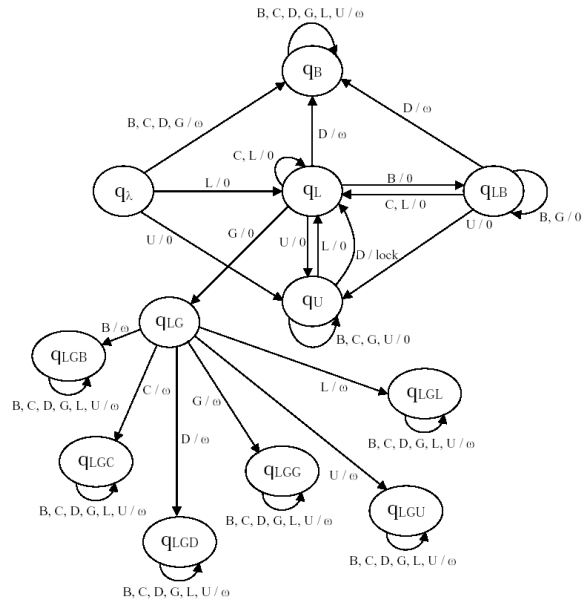 B, C, D, G, L, U / ω
qB
B, C, D, G / ω
D / ω
D / ω
C, L / 0
qλ
L / 0
qL
B / 0
C, L / 0
qLB
B, G / 0
U / 0
G / 0
U / 0
L / 0
D / lock
U / 0
qU
B, C, G, U / 0
qLG
B / ω
qLGB
B, C, D, G, L, U / ω
C / ω
G / ω
L / ω
qLGL
B, C, D, G, L, U / ω
D / ω
qLGC
B, C, D, G, L, U / ω
qLGG
B, C, D, G, L, U / ω
U / ω
qLGU
B, C, D, G, L, U / ω
qLGD
B, C, D, G, L, U / ω